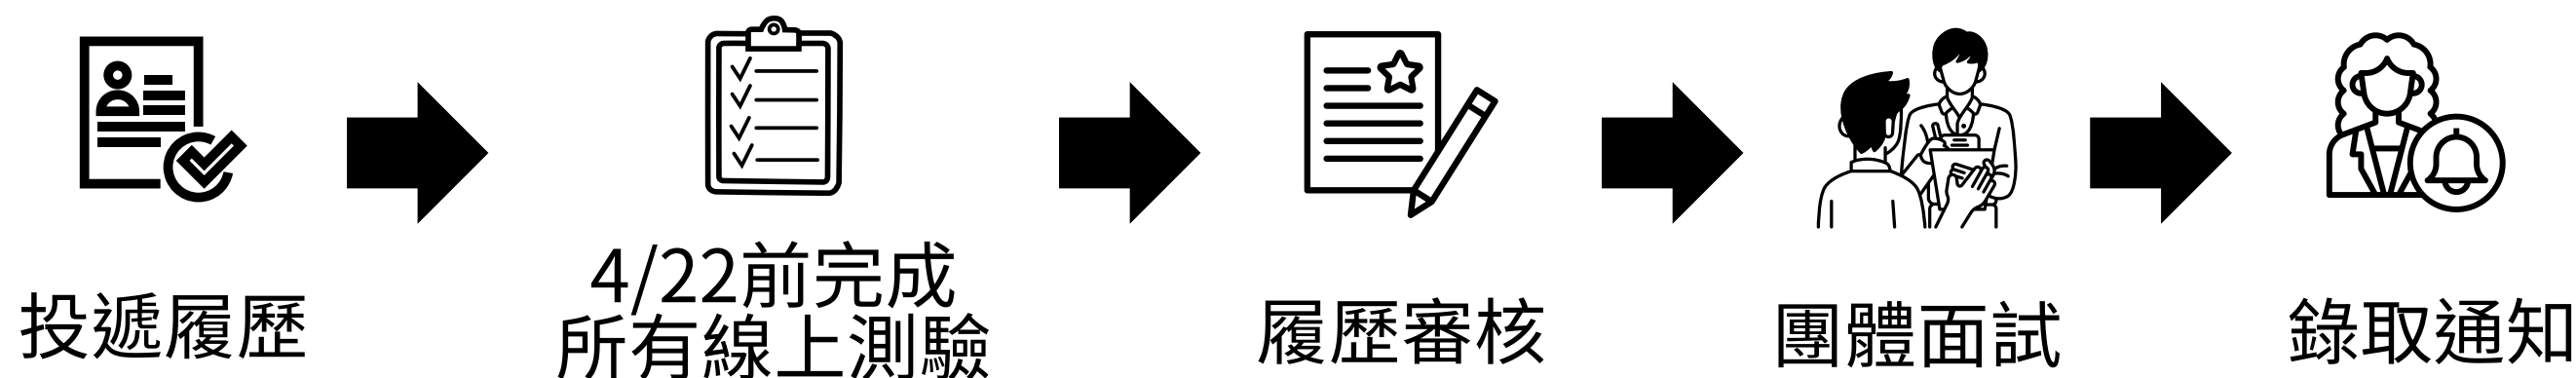 投遞履歷
4/22前完成
所有線上測驗
履歷審核
團體面試
錄取通知